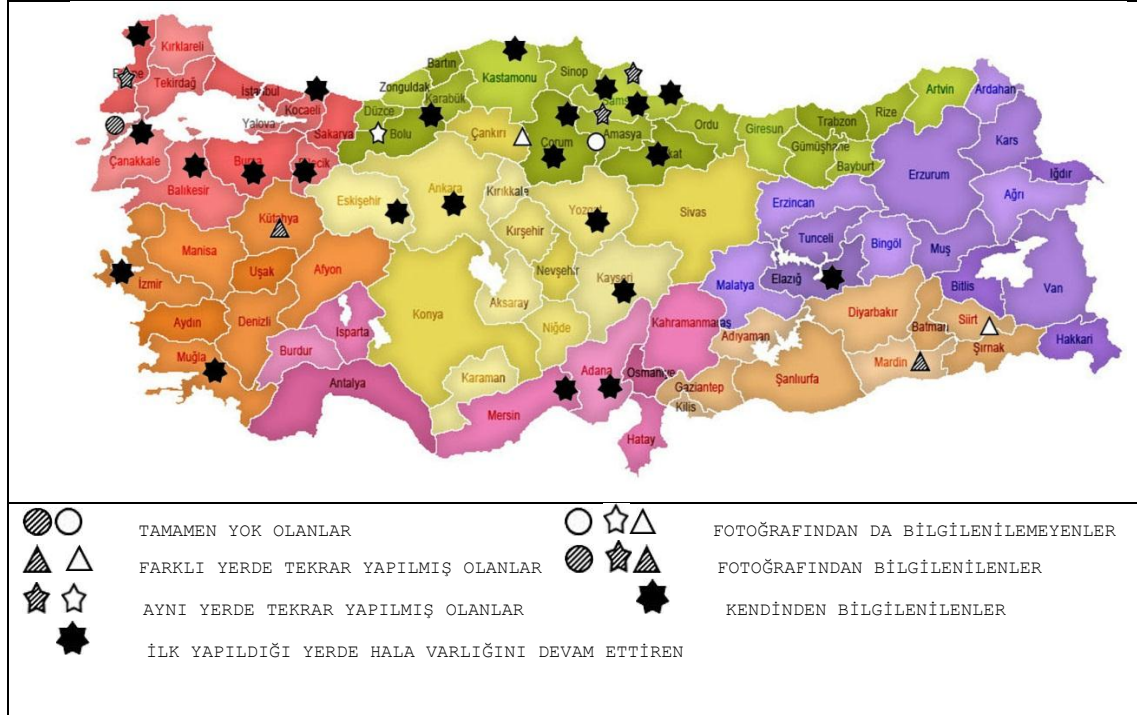 Kırklareli
Tekirdağ
İstanbul
Kocaeli
Yalova
Sakarya
Çanakkale
Bursa
Balıkesir
Bartın
Zonguldak
Karabük
Düzce
Bolu
Kastamonu
Sinop
Çankırı
Çorum
Amasya
Ordu
Giresun
Trabzon
Gümüşhane
Bayburt
Rize
Artvin
Ardahan
Kars
Iğdır
Ağrı
Erzurum
Erzincan
Tunceli
Bingöl
Muş
Elazığ
Malatya
Bitlis
Van
Hakkari
Eskişehir
Ankara
Kırıkkale
Kırşehir
Yozgat
Sivas
Nevşehir
Kayseri
Aksaray
Niğde
Konya
Karaman
Kütahya
Manisa
Uşak
Afyon
İzmir
Aydın
Denizli
Muğla
Burdur
Isparta
Antalya
Mersin
Adana
Osmaniye
Kahramanmaraş
Hatay
Adıyaman
Gaziantep
Kilis
Şanlıurfa
Diyarbakır
Batman
Siirt
Mardin
Şırnak
TAMAMEN YOK OLANLAR
FARKLI YERDE TEKRAR YAPILMIŞ OLANLAR
AYNI YERDE TEKRAR YAPILMIŞ OLANLAR
İLK YAPILDIĞI YERDE HALA VARLIĞINI DEVAM ETTİREN
FOTOĞRAFINDAN DA BİLGİLENİLEMEYENLER
FOTOĞRAFINDAN BİLGİLENİLENLER
KENDİNDEN BİLGİLENİLENLER